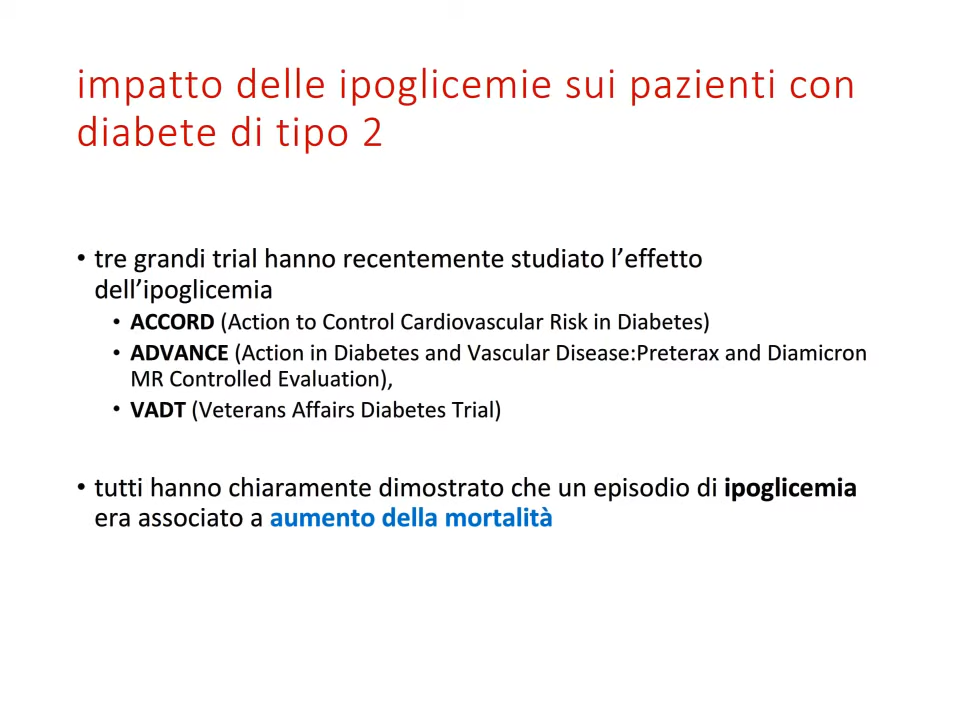 impatto delle ipoglicemie sui pazienti con
diabete di tipo 2
• tre grandi trial hanno recentemente studiato l’effetto
dell’ipoglicemia
• ACCORD (Action to Control Cardiovascular Risk in Diabetes)
• ADVANCE (Action in Diabetes and Vascular Disease:Preterax and Diamicron
MR Controlled Evaluation),
• VADT (Veterans Affairs Diabetes Trial)
• tutti hanno chiaramente dimostrato che un episodio di ipoglicemia
era associato a aumento della mortalità